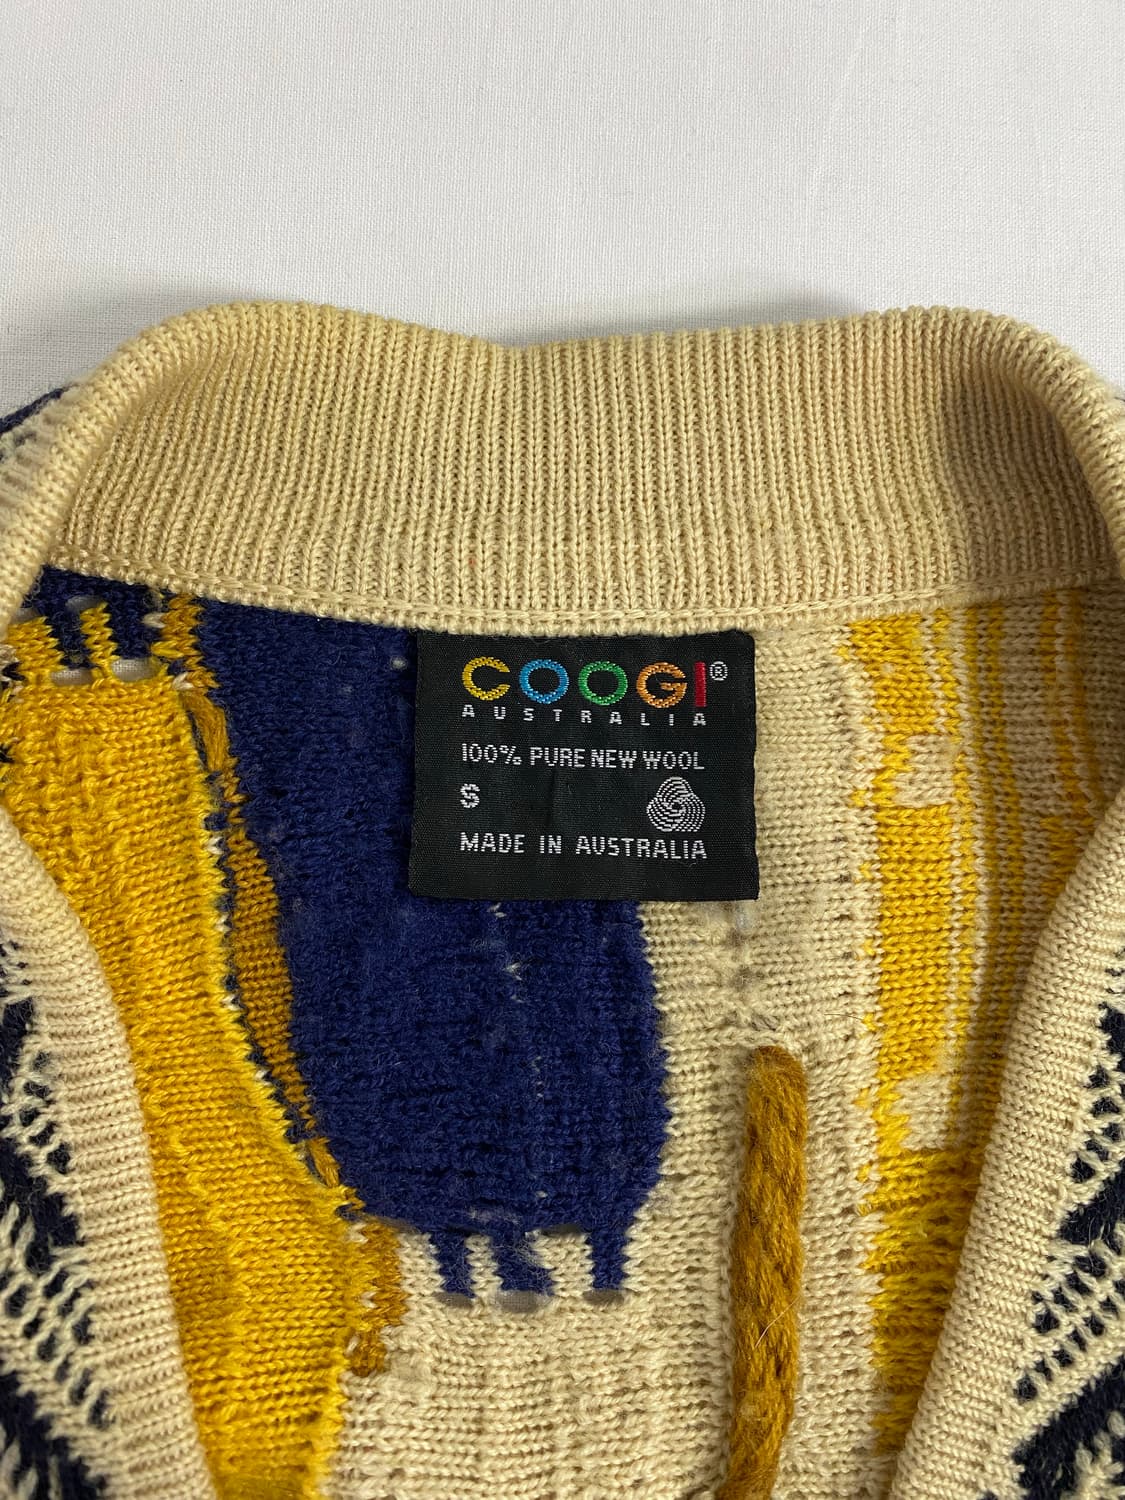 COOGI®
AUSTRALIA
100% PURE NEW WOOL
S
MADE IN AUSTRALIA